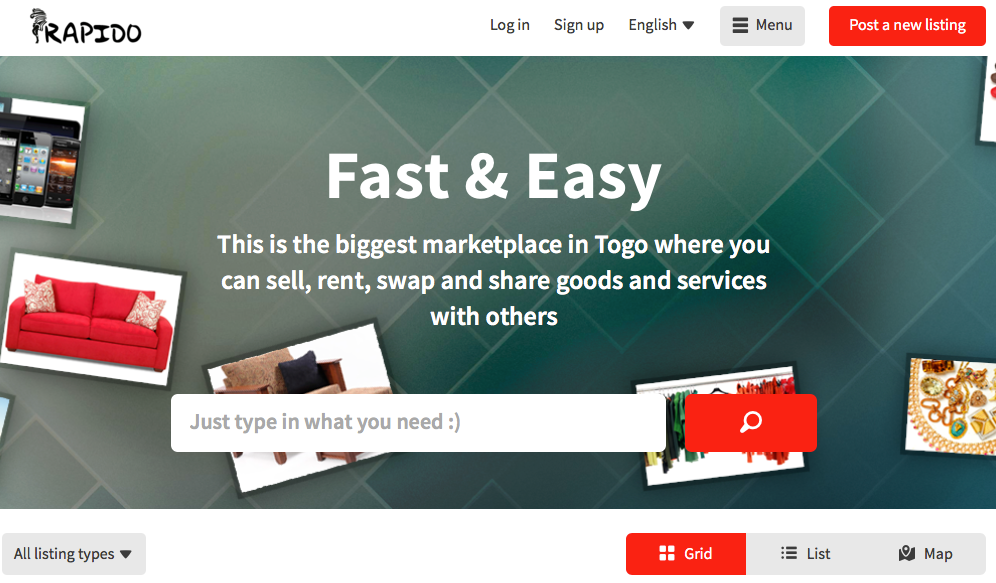 RAPIDO
Log in
Sign up
English
Menu
Post a new listing
Fast & Easy
This is the biggest marketplace in Togo where you
can sell, rent, swap and share goods and services
with others
Just type in what you need :)
All listing types
Grid
List
Map